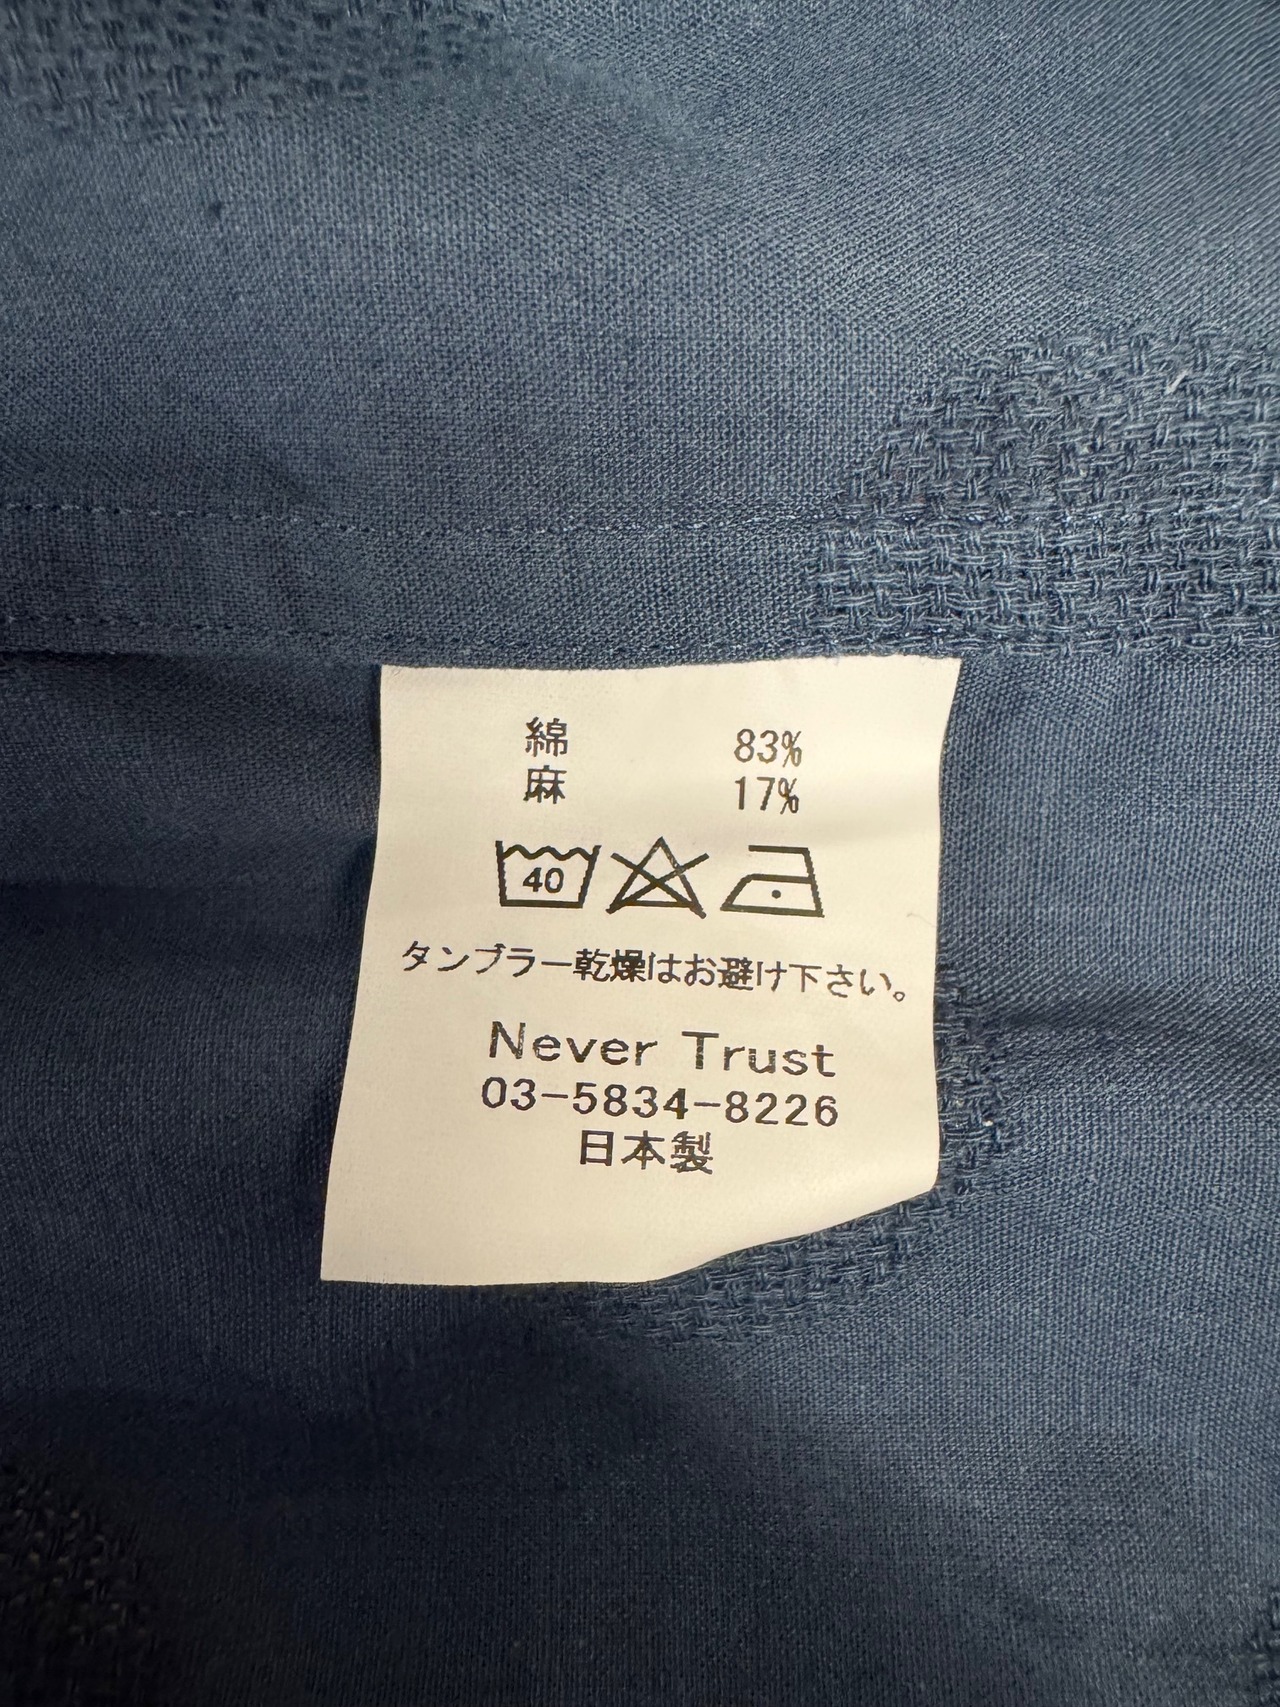 綿 83%
麻 17%
40
タンブラー乾燥はお避け下さい。
Never Trust
03-5834-8226
日本製